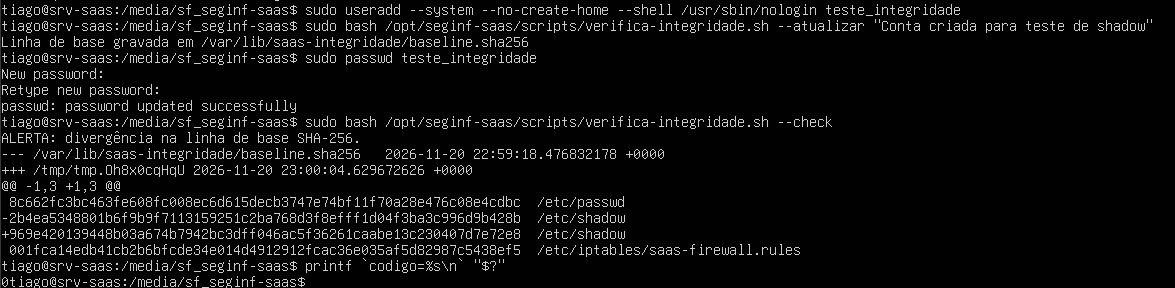 tiago@srv-saas:/media/sf_seginf-saas$ sudo useradd --system --no-create-home --shell /usr/sbin/nologin teste_integridade
tiago@srv-saas:/media/sf_seginf-saas$ sudo bash /opt/seginf-saas/scripts/verifica-integridade.sh --atualizar "Conta criada para teste de shadow"
Linha de base gravada em /var/lib/saas-integridade/baseline.sha256
tiago@srv-saas:/media/sf_seginf-saas$ sudo passwd teste_integridade
New password:
Retype new password:
passwd: password updated successfully
tiago@srv-saas:/media/sf_seginf-saas$ sudo bash /opt/seginf-saas/scripts/verifica-integridade.sh --check
ALERTA: divergência na linha de base SHA-256.
--- /var/lib/saas-integridade/baseline.sha256   2026-11-20 22:59:18.476832178 +0000
+++ /tmp/tmp.Oh8x0cqHqU 2026-11-20 23:00:04.629672626 +0000
@@ -1,3 +1,3 @@
 8c662fc3bc463fe608fc008ec6d615decb3747e74bf11f70a28e476c08e4cdbc  /etc/passwd
-2b4ea5348801b6f9b9f7113159251c2ba768d3f8efff1d04f3ba3c996d9b428b  /etc/shadow
+969e420139448b03a674b7942bc3dff046ac5f36261caabe13c230407d7e72e8  /etc/shadow
 001fca14edb41cb2b6bfcde34e014d4912912fcac36e035af5d82987c5438ef5  /etc/iptables/saas-firewall.rules
tiago@srv-saas:/media/sf_seginf-saas$ printf `codigo=%s\n` "$?"
0tiago@srv-saas:/media/sf_seginf-saas$